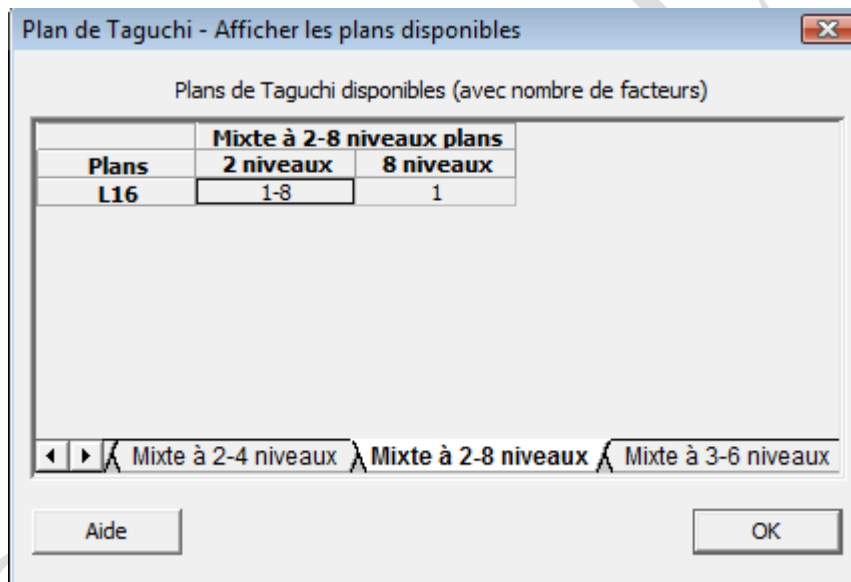 Plan de Taguchi - Afficher les plans disponibles
Plans de Taguchi disponibles (avec nombre de facteurs)
Mixte à 2-8 niveaux plans
Plans 2 niveaux 8 niveaux
L16 1-8 1
Mixte à 2-4 niveaux Mixte à 2-8 niveaux Mixte à 3-6 niveaux
Aide OK